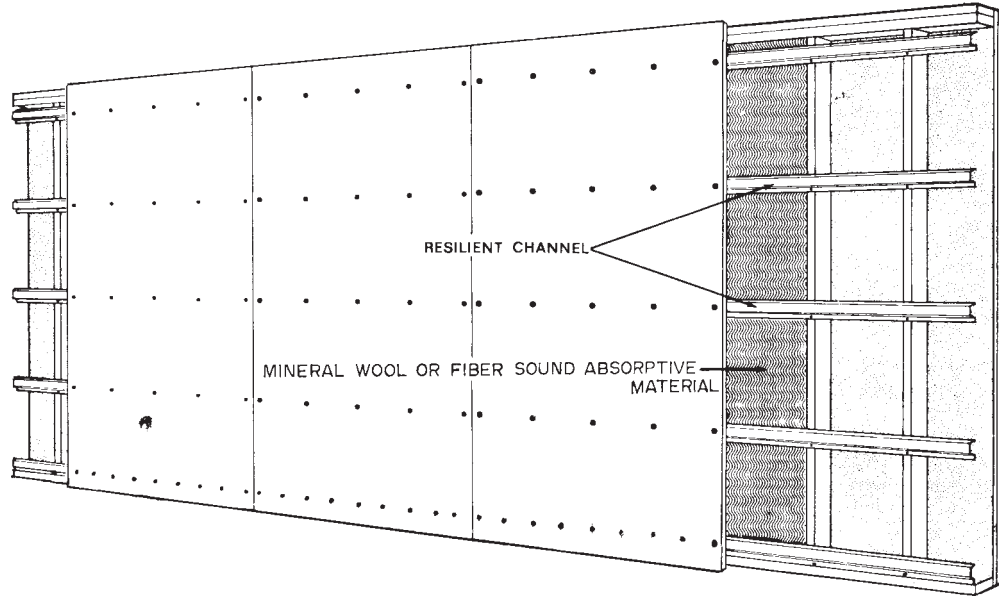 RESILIENT CHANNEL
MINERAL WOOL OR FIBER SOUND ABSORPTIVE
MATERIAL